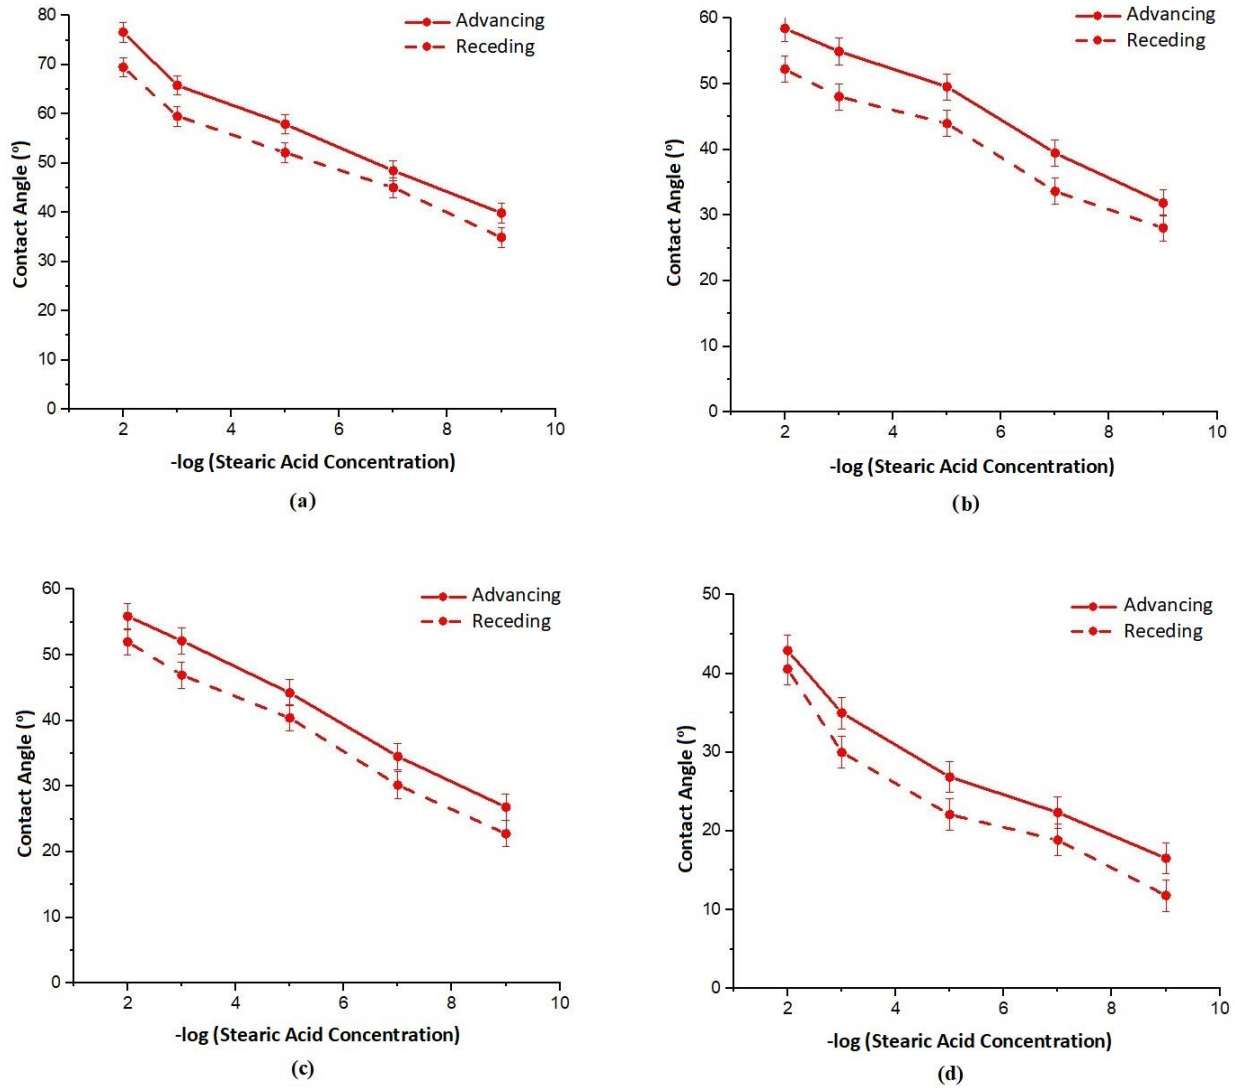 Advancing
Receding
80
70
60
50
40
30
20
10
0
Contact Angle (º)
2 4 6 8 10
-log (Stearic Acid Concentration)
(a)
Advancing
Receding
60
50
40
30
20
10
0
Contact Angle (º)
2 4 6 8 10
-log (Stearic Acid Concentration)
(b)
Advancing
Receding
60
50
40
30
20
10
0
Contact Angle (º)
2 4 6 8 10
-log (Stearic Acid Concentration)
(c)
Advancing
Receding
50
40
30
20
10
0
Contact Angle (º)
2 4 6 8 10
-log (Stearic Acid Concentration)
(d)